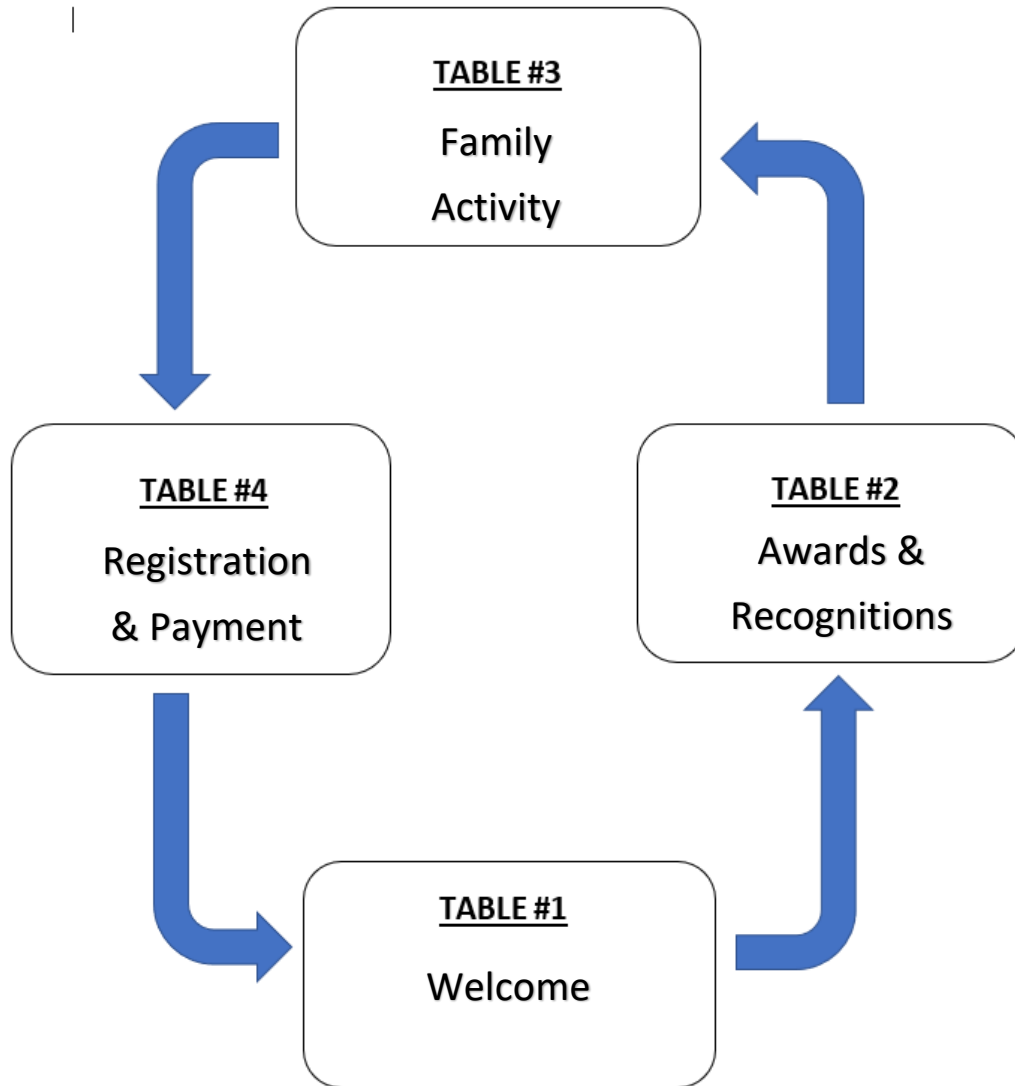 TABLE #3
Family
Activity
TABLE #4
Registration
& Payment
TABLE #2
Awards &
Recognitions
TABLE #1
Welcome